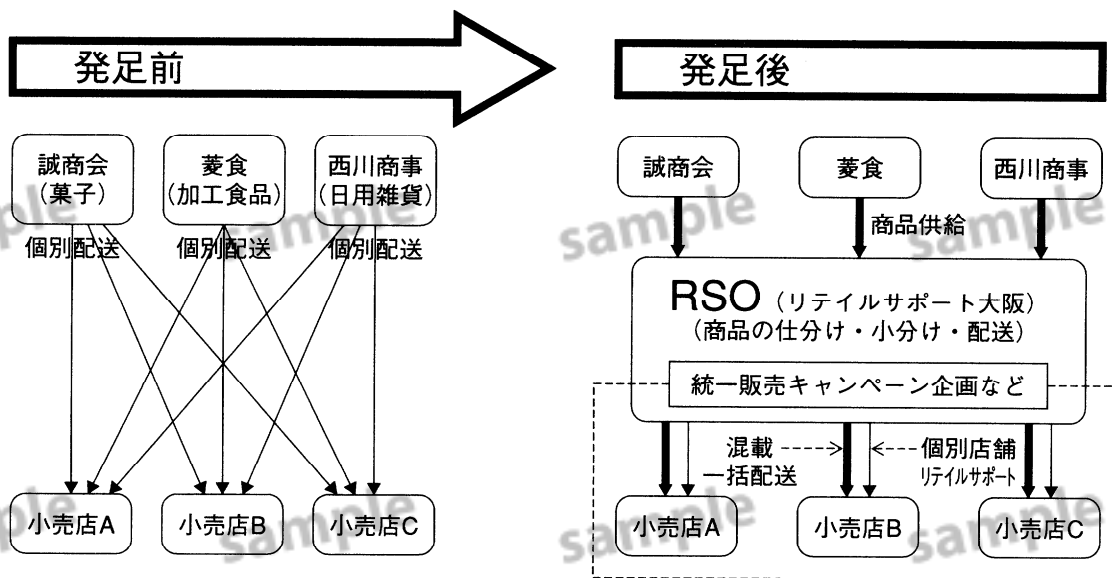 発足前
誠商会
(菓子)
菱食
(加工食品)
西川商事
(日用雑貨)
個別配送
個別配送
個別配送
小売店A
小売店B
小売店C
発足後
誠商会
菱食
西川商事
商品供給
RSO(リテイルサポート大阪)
(商品の仕分け・小分け・配送)
統一販売キャンペーン企画など
混載
一括配送
個別店舗
リテイルサポート
小売店A
小売店B
小売店C
sample
sample
sample
sample
sample
sample
sample
sample